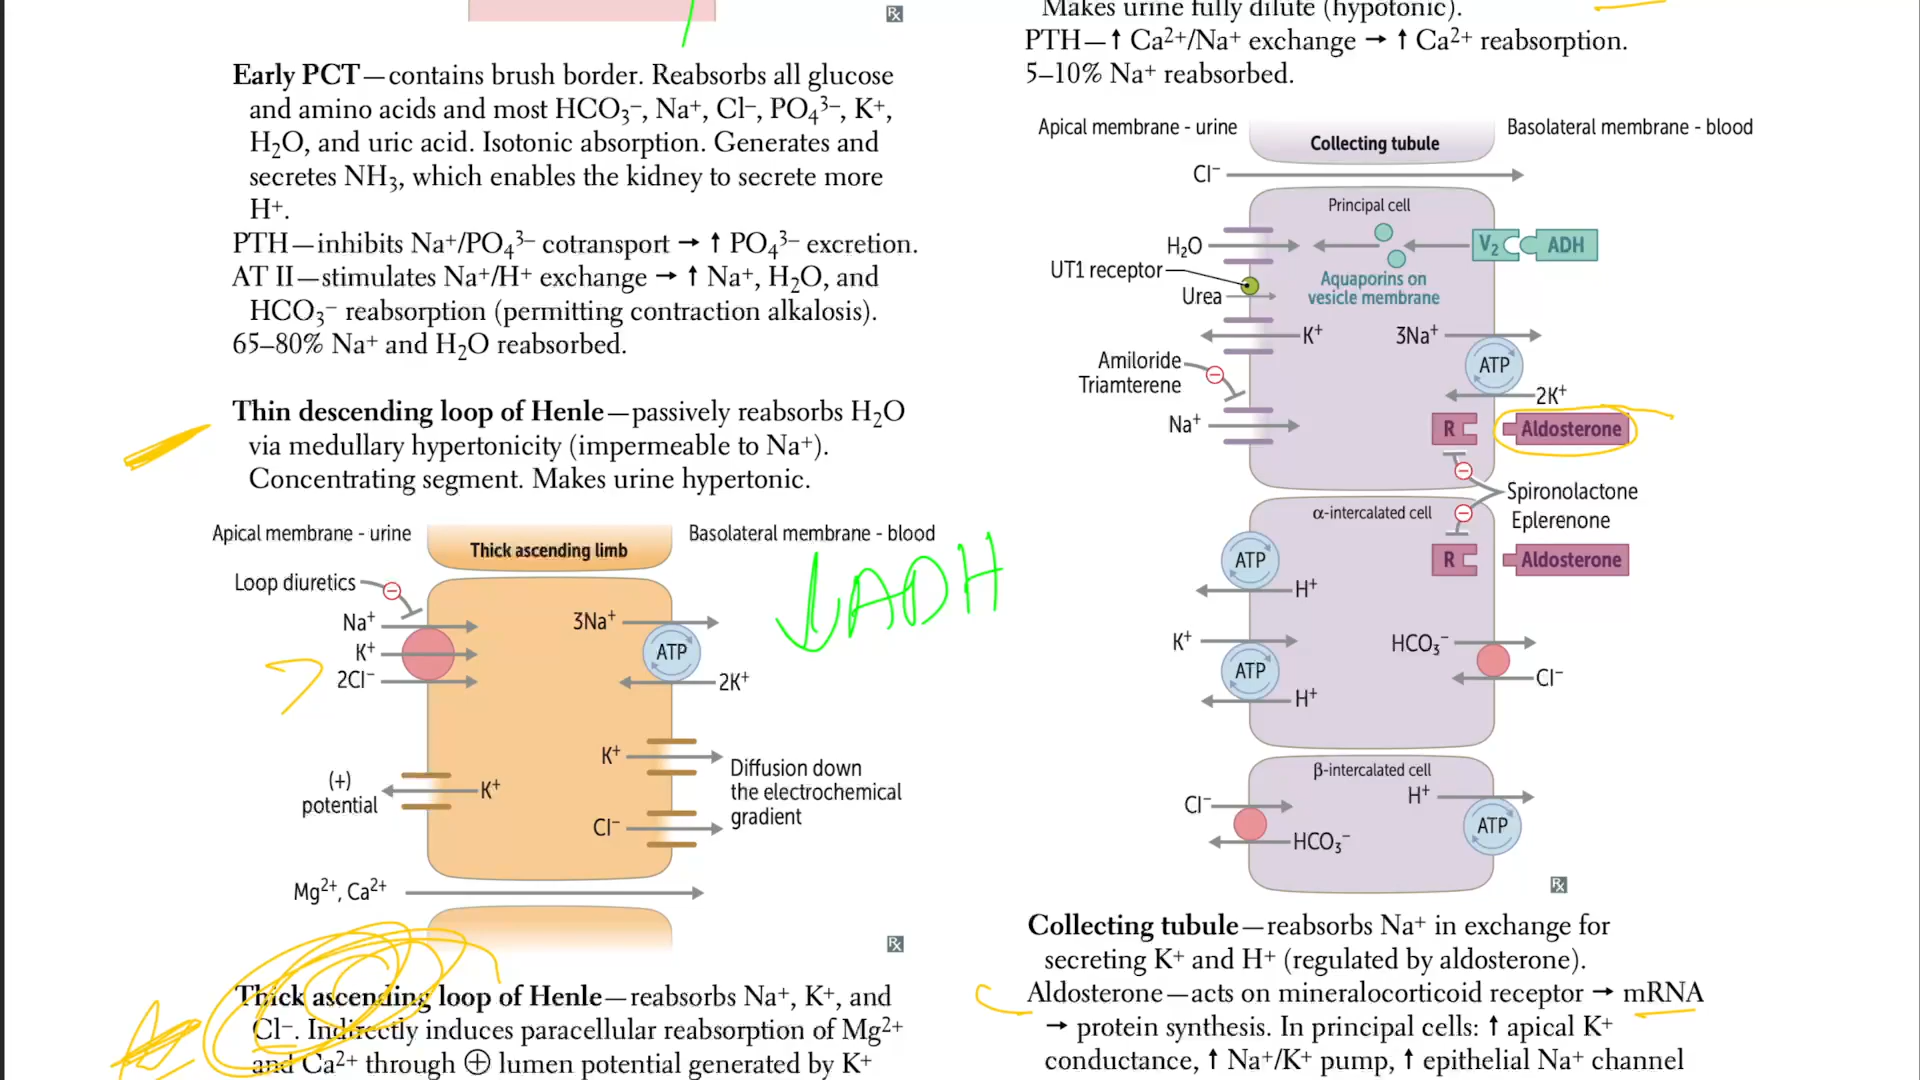 Early PCT—contains brush border. Reabsorbs all glucose
and amino acids and most HCO₃⁻, Na⁺, Cl⁻, PO₄³⁻, K⁺,
H₂O, and uric acid. Isotonic absorption. Generates and
secretes NH₃, which enables the kidney to secrete more
H⁺.
PTH—inhibits Na⁺/PO₄³⁻ cotransport → ↑ PO₄³⁻ excretion.
AT II—stimulates Na⁺/H⁺ exchange → ↑ Na⁺, H₂O, and
HCO₃⁻ reabsorption (permitting contraction alkalosis).
65–80% Na⁺ and H₂O reabsorbed.
Thin descending loop of Henle—passively reabsorbs H₂O
via medullary hypertonicity (impermeable to Na⁺).
Concentrating segment. Makes urine hypertonic.
Apical membrane - urine
Thick ascending limb
Basolateral membrane - blood
Loop diuretics
Na⁺
K⁺
2Cl⁻
3Na⁺
ATP
2K⁺
↓ADH
K⁺
(+)
potential
K⁺
Cl⁻
Diffusion down
the electrochemical
gradient
Mg²⁺, Ca²⁺
Rx
Thick ascending loop of Henle—reabsorbs Na⁺, K⁺, and
Cl⁻. Indirectly induces paracellular reabsorption of Mg²⁺
and Ca²⁺ through ⊕ lumen potential generated by K⁺
Rx
Makes urine fully dilute (hypotonic).
PTH—↑ Ca²⁺/Na⁺ exchange → ↑ Ca²⁺ reabsorption.
5–10% Na⁺ reabsorbed.
Apical membrane - urine
Collecting tubule
Basolateral membrane - blood
Cl⁻
Principal cell
H₂O
V₂
ADH
UT1 receptor
Aquaporins on
vesicle membrane
Urea
K⁺
3Na⁺
ATP
2K⁺
Amiloride
Triamterene
Na⁺
R
Aldosterone
Spironolactone
Eplerenone
α-intercalated cell
ATP
H⁺
R
Aldosterone
K⁺
ATP
H⁺
HCO₃⁻
Cl⁻
β-intercalated cell
Cl⁻
HCO₃⁻
H⁺
ATP
Rx
Collecting tubule—reabsorbs Na⁺ in exchange for
secreting K⁺ and H⁺ (regulated by aldosterone).
Aldosterone—acts on mineralocorticoid receptor → mRNA
→ protein synthesis. In principal cells: ↑ apical K⁺
conductance, ↑ Na⁺/K⁺ pump, ↑ epithelial Na⁺ channel